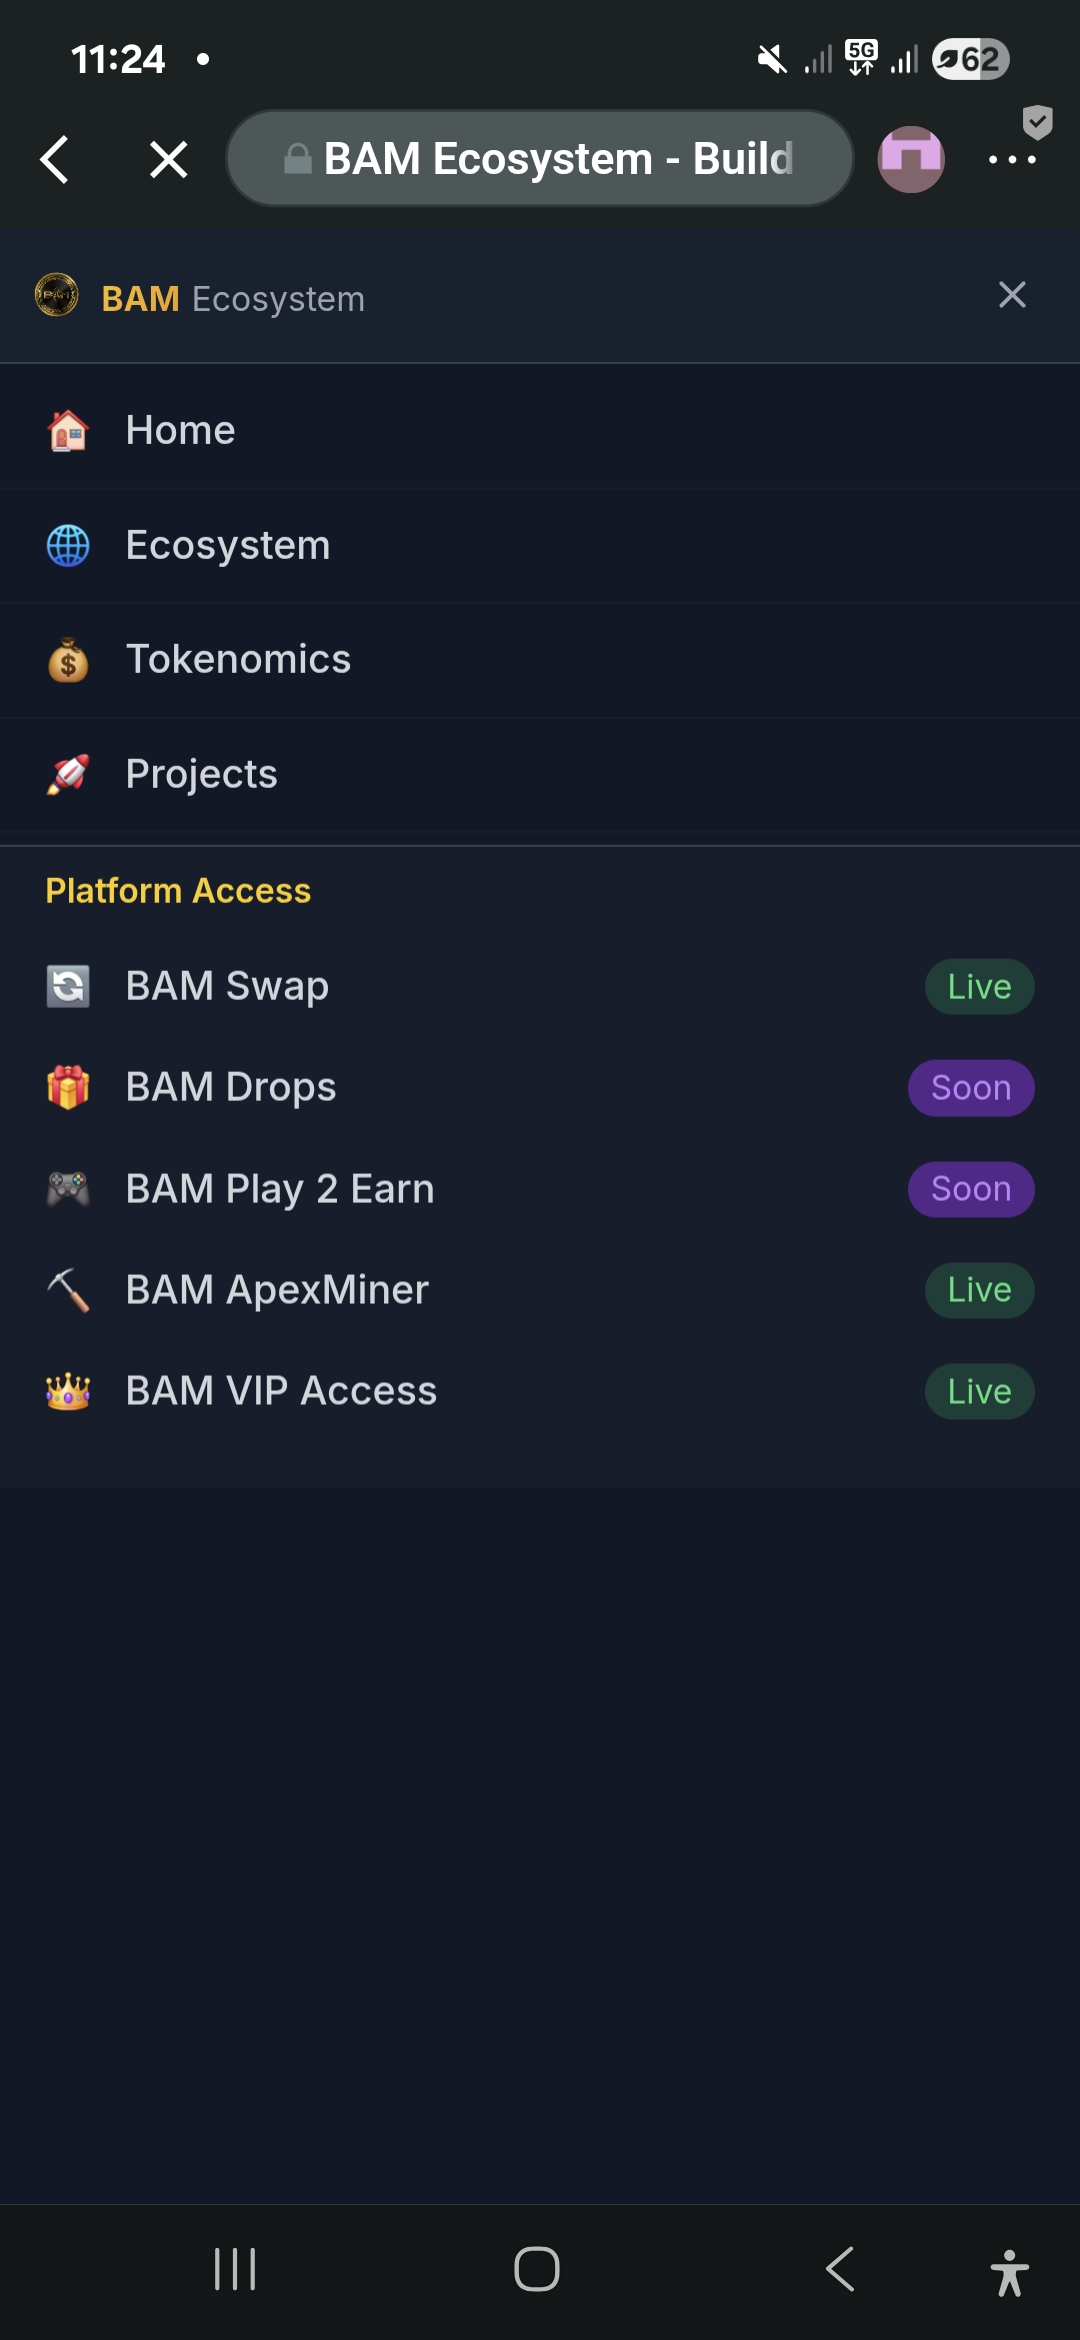 11:24
5G
62
BAM Ecosystem - Build
BAM Ecosystem
Home
Ecosystem
Tokenomics
Projects
Platform Access
BAM Swap Live
BAM Drops Soon
BAM Play 2 Earn Soon
BAM ApexMiner Live
BAM VIP Access Live